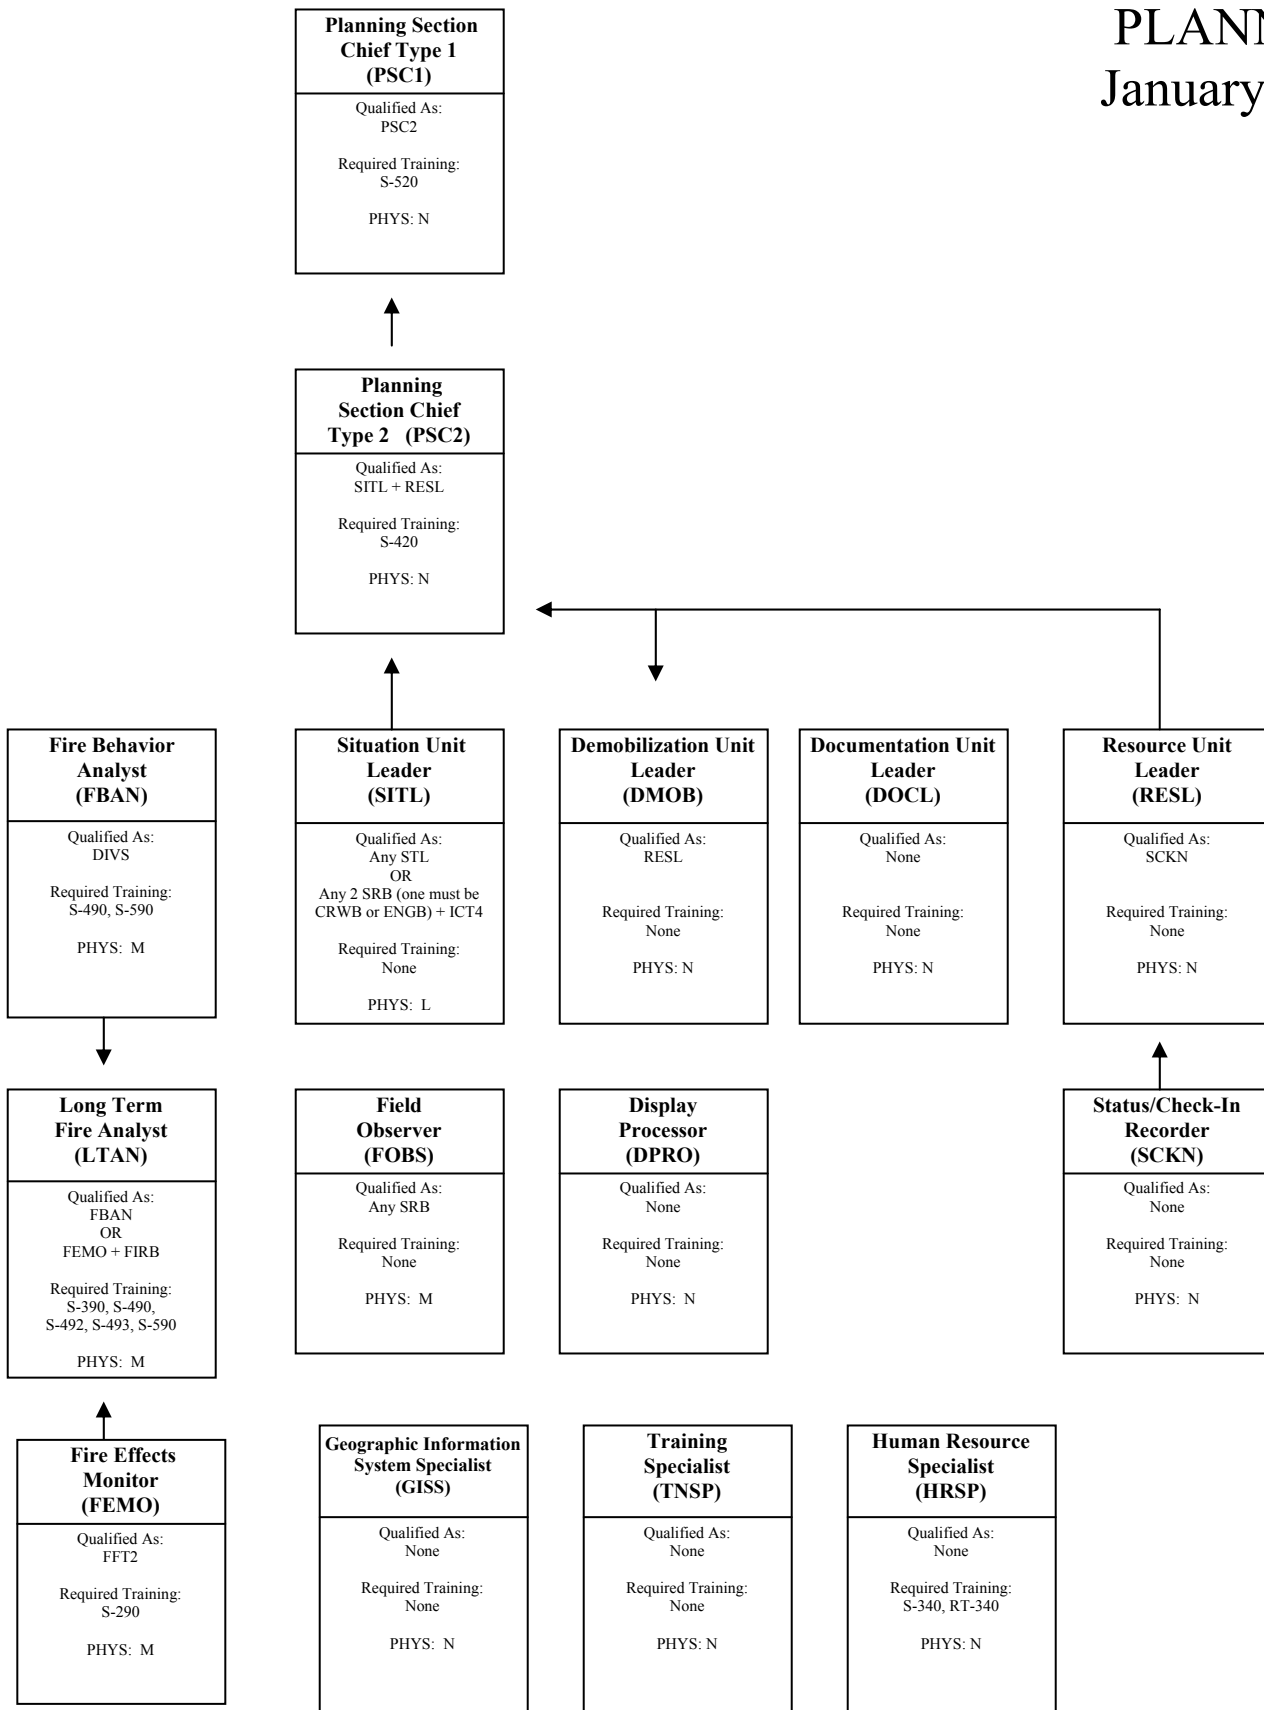 PLANN
January
Planning Section
Chief Type 1
(PSC1)
Qualified As:
PSC2
Required Training:
S-520
PHYS: N
Planning
Section Chief
Type 2 (PSC2)
Qualified As:
SITL + RESL
Required Training:
S-420
PHYS: N
Fire Behavior
Analyst
(FBAN)
Qualified As:
DIVS
Required Training:
S-490, S-590
PHYS: M
Situation Unit
Leader
(SITL)
Qualified As:
Any STL
OR
Any 2 SRB (one must be
CRWB or ENGB) + ICT4
Required Training:
None
PHYS: L
Demobilization Unit
Leader
(DMOB)
Qualified As:
RESL
Required Training:
None
PHYS: N
Documentation Unit
Leader
(DOCL)
Qualified As:
None
Required Training:
None
PHYS: N
Resource Unit
Leader
(RESL)
Qualified As:
SCKN
Required Training:
None
PHYS: N
Long Term
Fire Analyst
(LTAN)
Qualified As:
FBAN
OR
FEMO + FIRB
Required Training:
S-390, S-490,
S-492, S-493, S-590
PHYS: M
Field
Observer
(FOBS)
Qualified As:
Any SRB
Required Training:
None
PHYS: M
Display
Processor
(DPRO)
Qualified As:
None
Required Training:
None
PHYS: N
Status/Check-In
Recorder
(SCKN)
Qualified As:
None
Required Training:
None
PHYS: N
Fire Effects
Monitor
(FEMO)
Qualified As:
FFT2
Required Training:
S-290
PHYS: M
Geographic Information
System Specialist
(GISS)
Qualified As:
None
Required Training:
None
PHYS: N
Training
Specialist
(TNSP)
Qualified As:
None
Required Training:
None
PHYS: N
Human Resource
Specialist
(HRSP)
Qualified As:
None
Required Training:
S-340, RT-340
PHYS: N